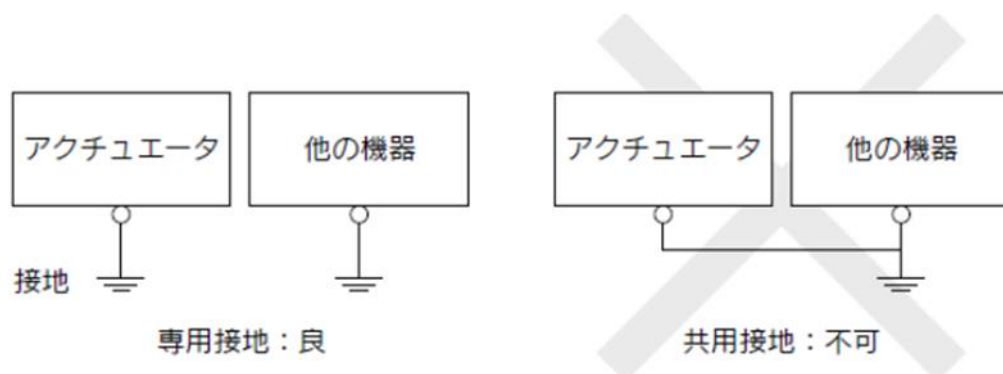 アクチュエータ 他の機器
接地
専用接地：良
アクチュエータ 他の機器
共用接地：不可